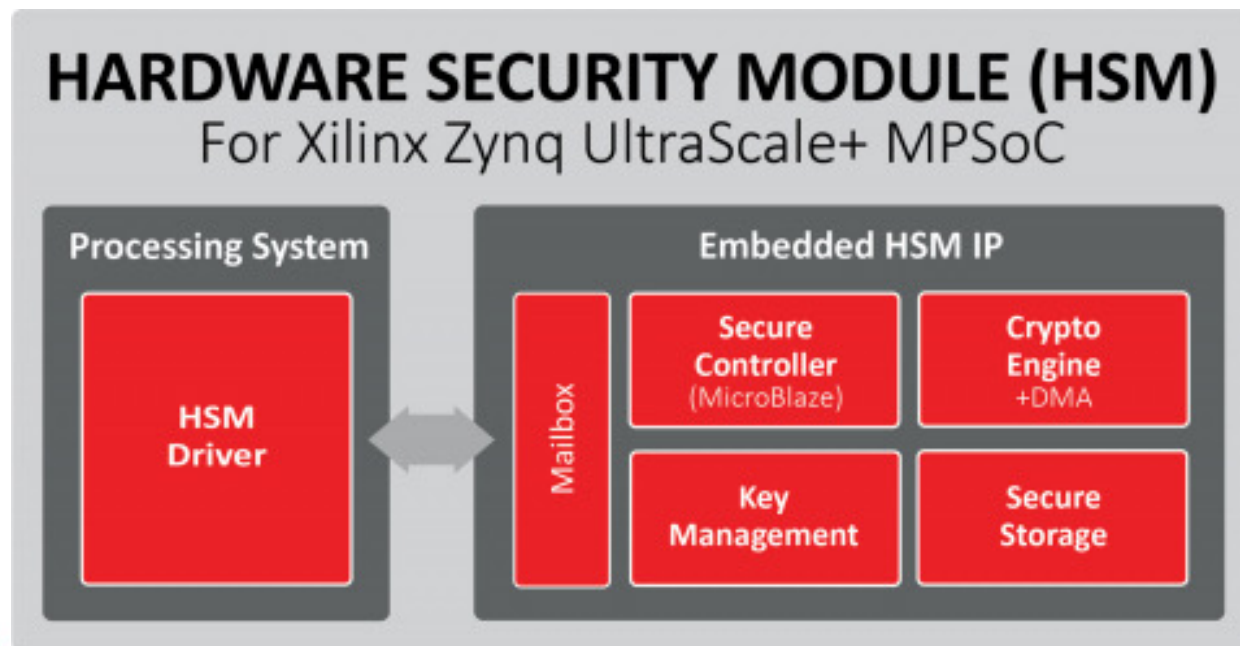 HARDWARE SECURITY MODULE (HSM)
For Xilinx Zynq UltraScale+ MPSoC
Processing System
HSM
Driver
Embedded HSM IP
Mailbox
Secure
Controller
(MicroBlaze)
Crypto
Engine
+DMA
Key
Management
Secure
Storage